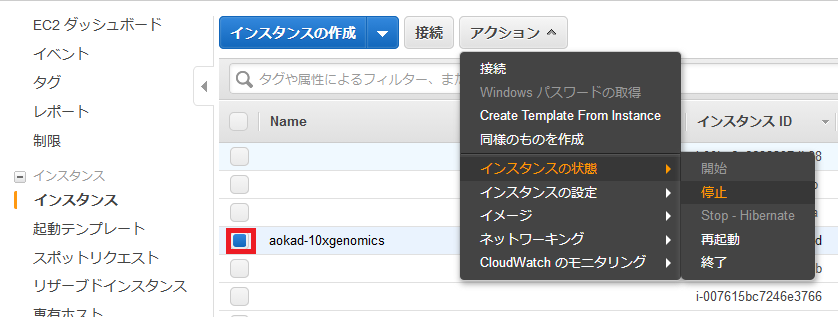 EC2 ダッシュボード
イベント
タグ
レポート
制限
インスタンス
インスタンス
起動テンプレート
スポットリクエスト
リザーブドインスタンス
専有ホスト
インスタンスの作成
接続
アクション
タグや属性によるフィルター、また
Name
インスタンス ID
aokad-10xgenomics
i-007615bc7246e3766
接続
Windows パスワードの取得
Create Template From Instance
同様のものを作成
インスタンスの状態
インスタンスの設定
イメージ
ネットワーキング
CloudWatch のモニタリング
開始
停止
Stop - Hibernate
再起動
終了